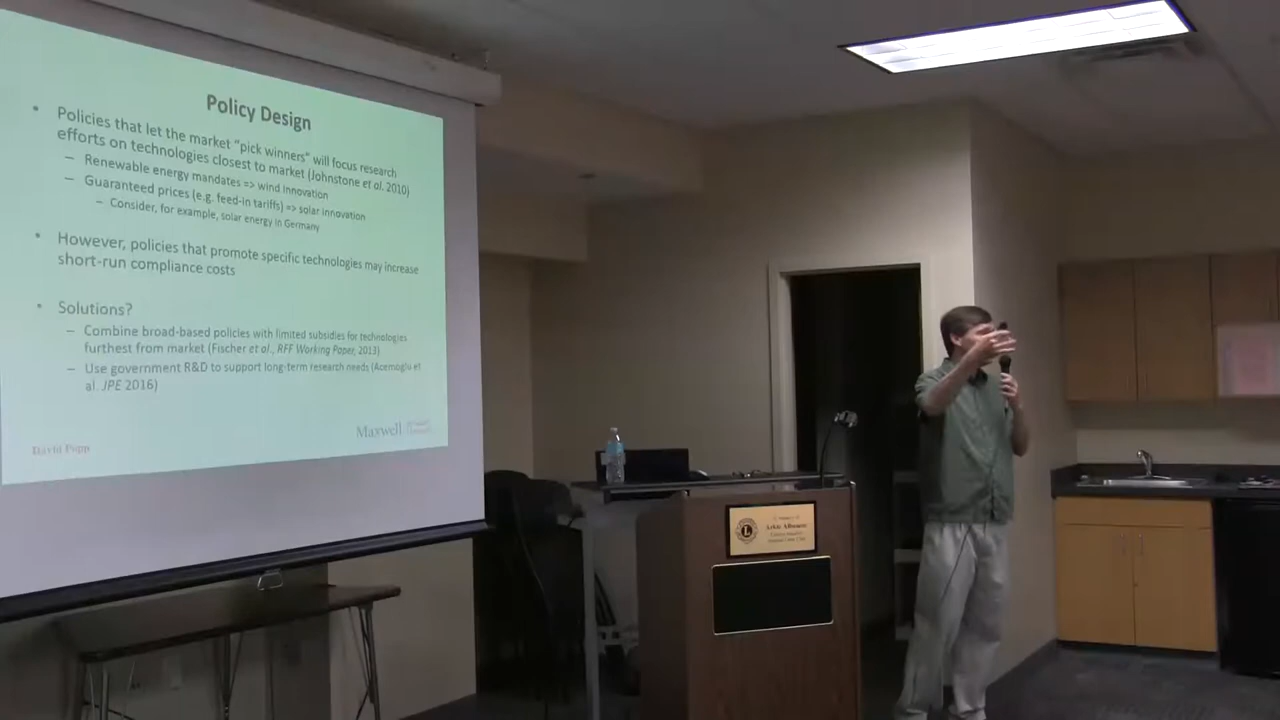 Policy Design
• Policies that let the market "pick winners" will focus research
efforts on technologies closest to market (Johnstone et al. 2010)
– Renewable energy mandates => wind innovation
– Guaranteed prices (e.g. feed-in tariffs) => solar innovation
– Consider, for example, solar energy in Germany
• However, policies that promote specific technologies may increase
short-run compliance costs
• Solutions?
– Combine broad-based policies with limited subsidies for technologies
furthest from market (Fischer et al., RFF Working Paper, 2013)
– Use government R&D to support long-term research needs (Acemoglu et
al. JPE 2016)
David Popp
Maxwell
L